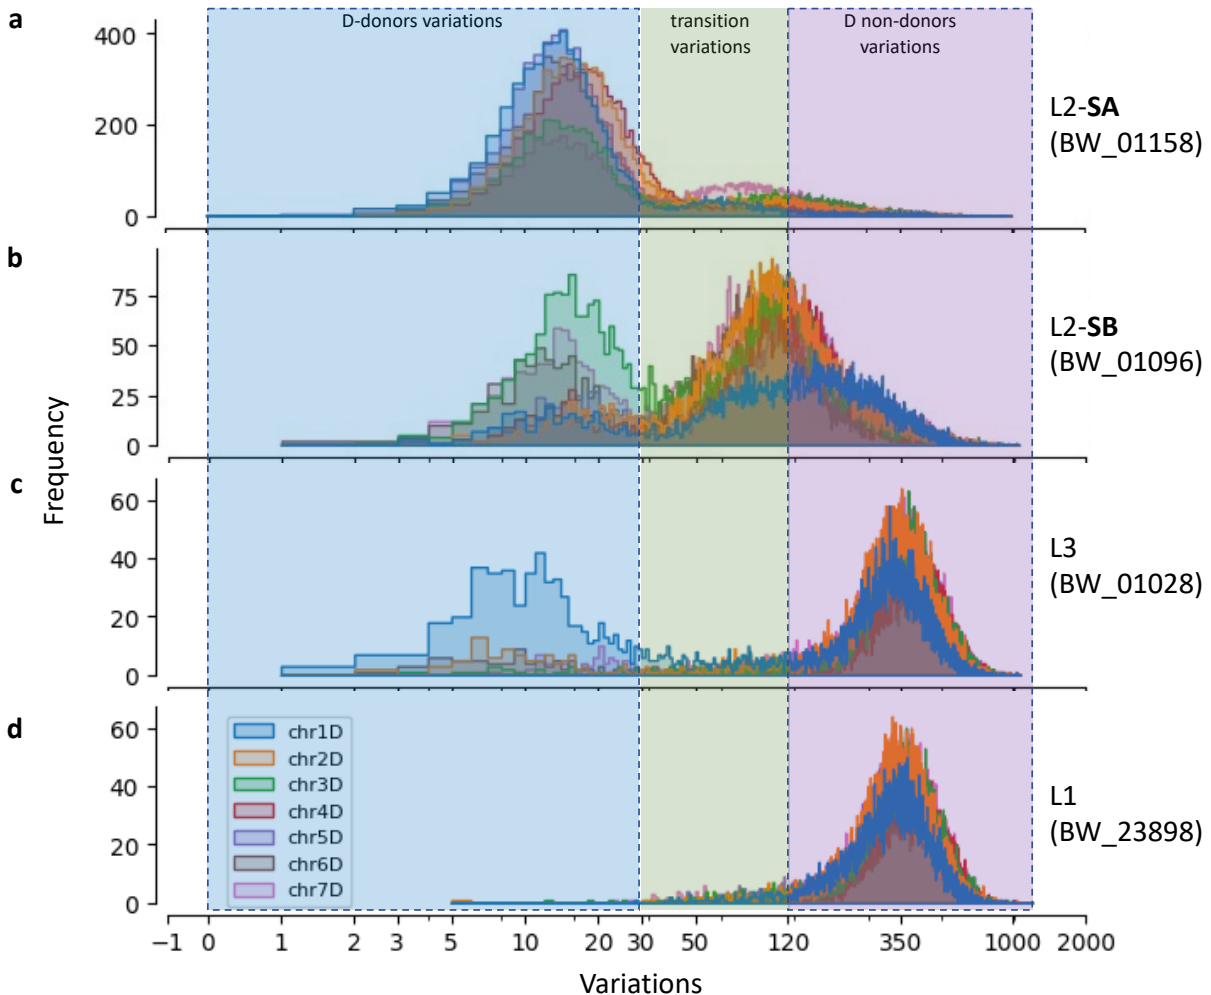 a
D-donors variations
transition
variations
D non-donors
variations
400
200
0
L2-SA
(BW_01158)
b
75
50
25
0
L2-SB
(BW_01096)
Frequency
c
60
40
20
0
L3
(BW_01028)
d
60
40
20
0
chr1D
chr2D
chr3D
chr4D
chr5D
chr6D
chr7D
L1
(BW_23898)
−1 0 1 2 3 5 10 20 30 50 120 350 1000 2000
Variations